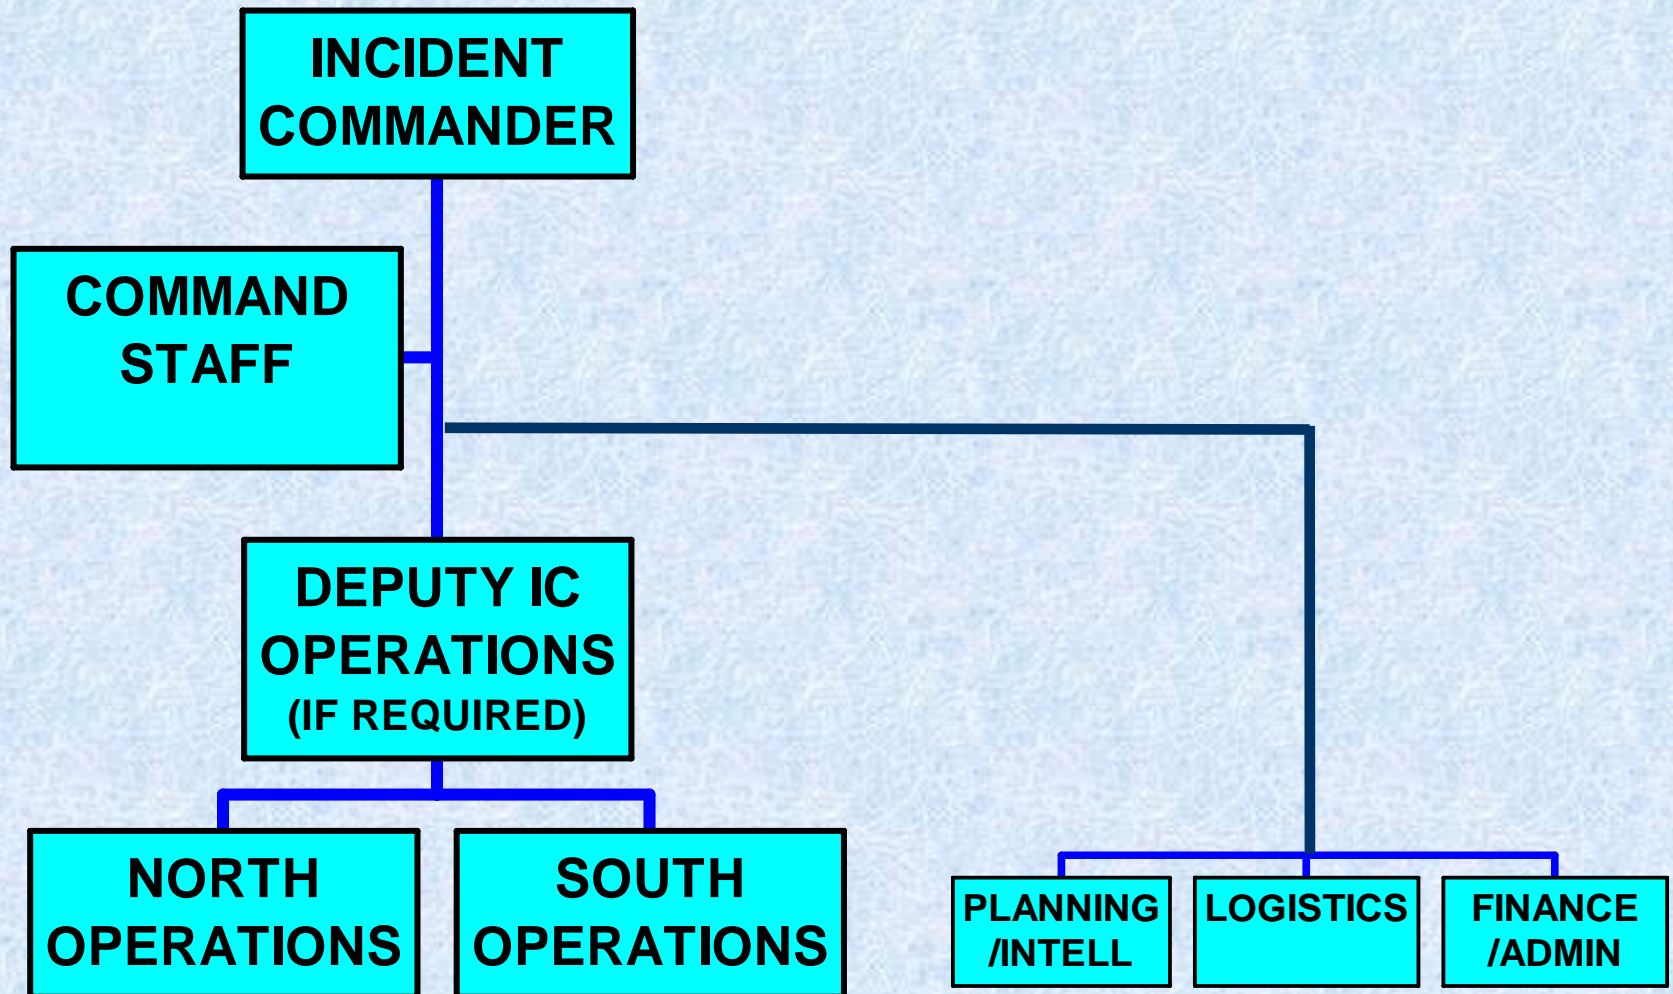 INCIDENT
COMMANDER
COMMAND
STAFF
DEPUTY IC
OPERATIONS
(IF REQUIRED)
NORTH
OPERATIONS
SOUTH
OPERATIONS
PLANNING
/INTELL
LOGISTICS
FINANCE
/ADMIN